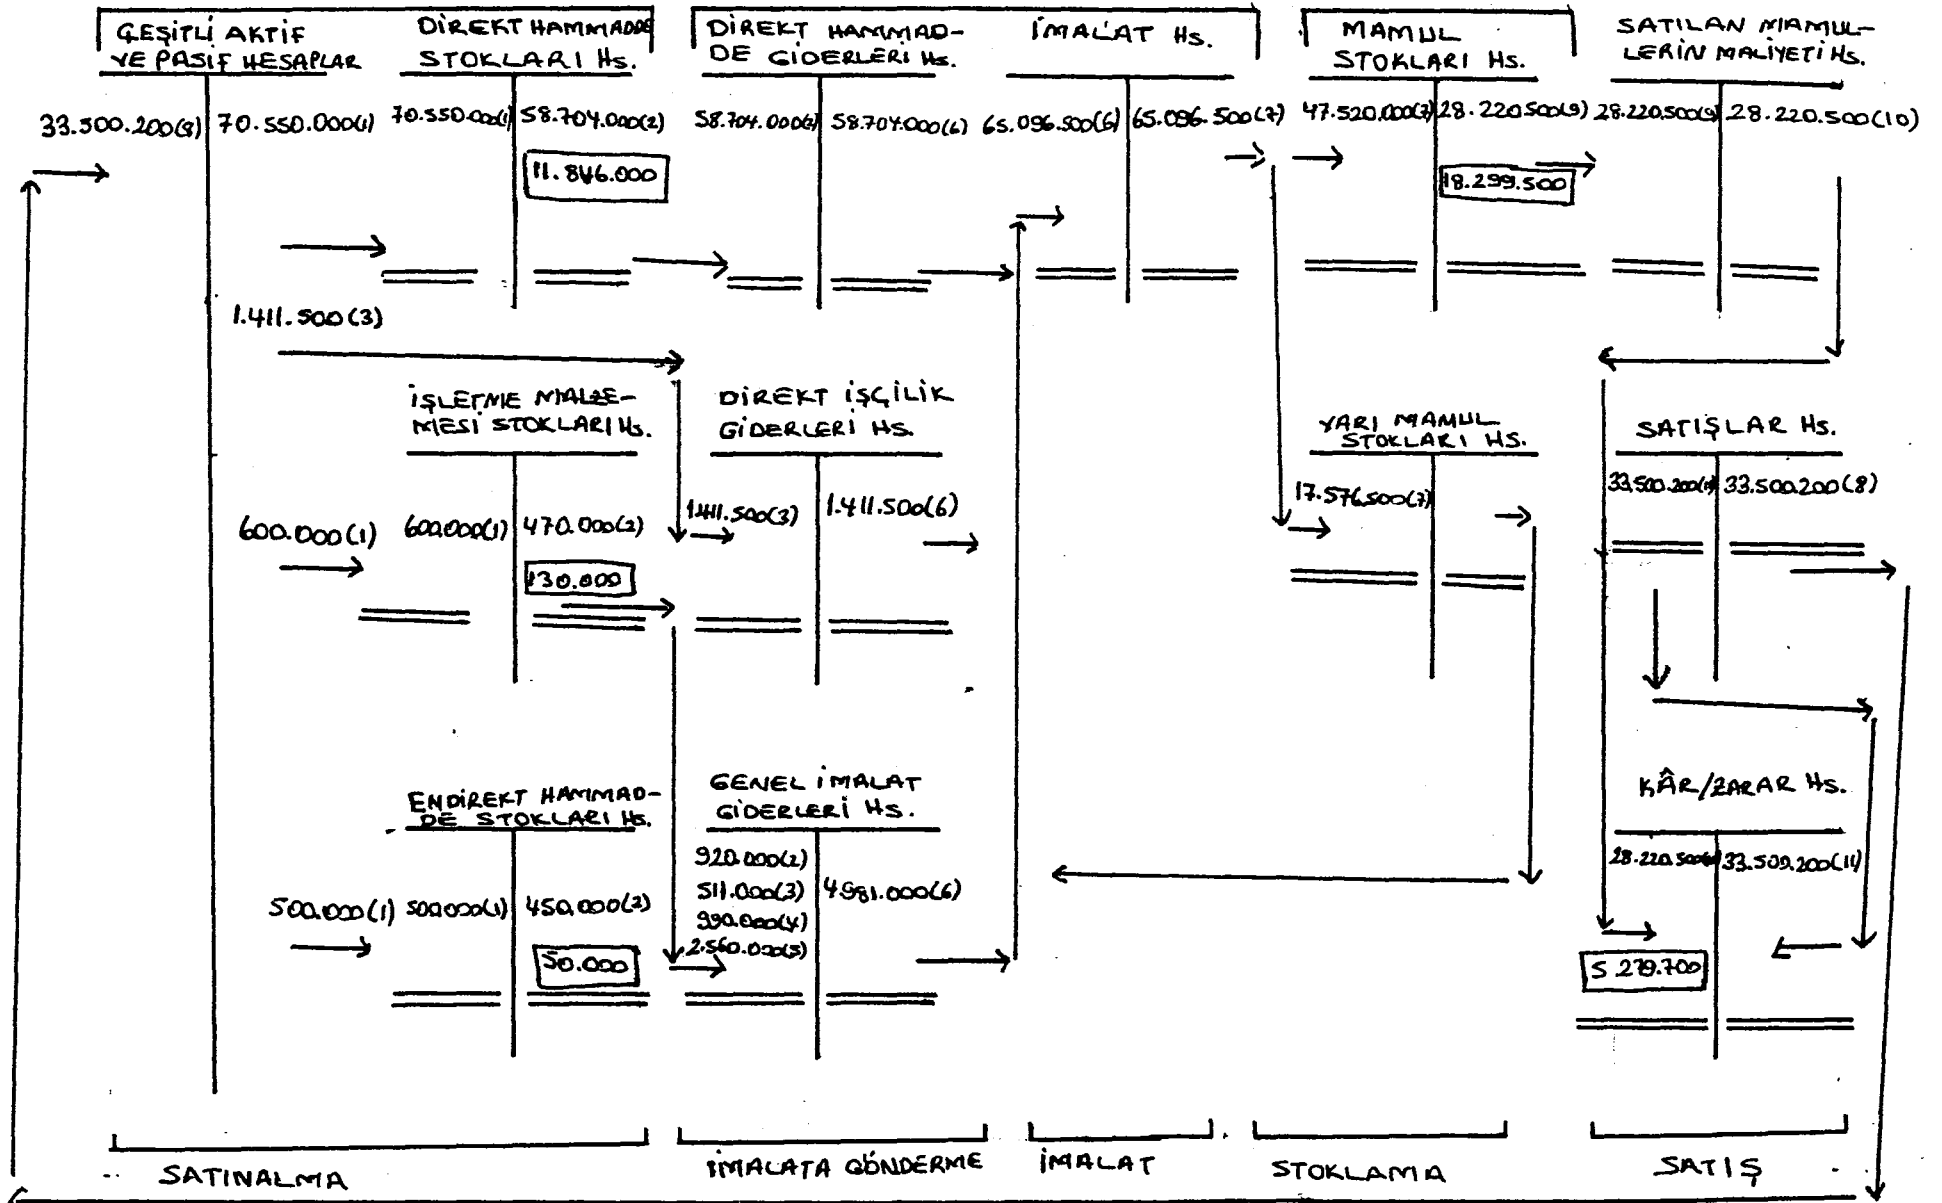 ÇEŞİTLİ AKTİF
VE PASİF HESAPLAR
DİREKT HAMMADDE
STOKLARI Hs.
DİREKT HAMMAD-
DE GİDERLERİ Hs.
İMALAT Hs.
MAMUL
STOKLARI Hs.
SATILAN MAMUL-
LERİN MALİYETİ Hs.
33.500.200(8)
70.550.000(1)
70.550.000(1)
58.704.000(2)
58.704.000(2)
58.704.000(6)
65.096.500(6)
65.096.500(7)
47.520.000(7)
28.220.500(9)
28.220.500(9)
28.220.500(10)
11.846.000
18.299.500
1.411.500(3)
İŞLETME MALZE-
MESİ STOKLARI Hs.
DİREKT İŞÇİLİK
GİDERLERİ HS.
YARI MAMUL
STOKLARI HS.
SATIŞLAR Hs.
600.000(1)
600.000(1)
470.000(2)
1.411.500(3)
1.411.500(6)
17.576.500(7)
33.500.200(11)
33.500.200(8)
130.000
ENDİREKT HAMMAD-
DE STOKLARI Hs.
GENEL İMALAT
GİDERLERİ HS.
KÂR/ZARAR Hs.
500.000(1)
500.000(1)
450.000(2)
920.000(2)
511.000(3)
990.000(4)
2.560.000(5)
4.981.000(6)
28.220.500(10)
33.500.200(11)
50.000
5.279.700
SATINALMA
İMALATA GÖNDERME
İMALAT
STOKLAMA
SATIŞ